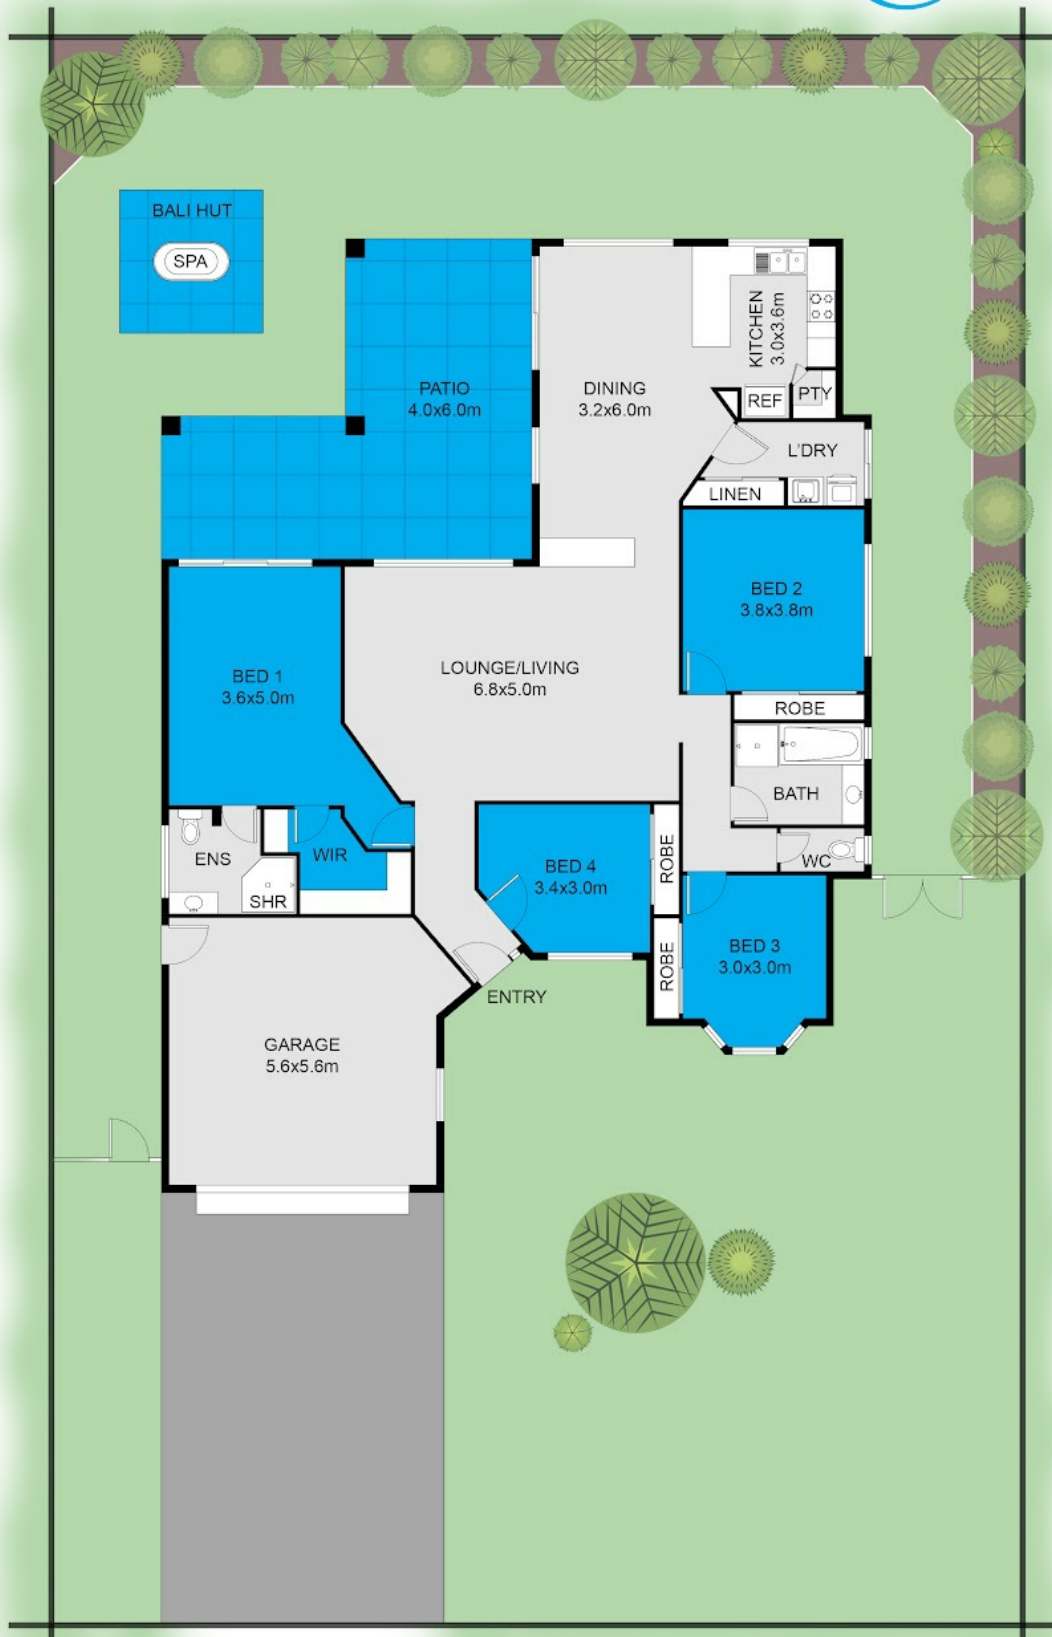 BALI HUT
SPA
PATIO
4.0x6.0m
DINING
3.2x6.0m
KITCHEN
3.0x3.6m
REF
PTY
L'DRY
LINEN
BED 2
3.8x3.8m
BED 1
3.6x5.0m
LOUNGE/LIVING
6.8x5.0m
ROBE
BATH
WC
ENS
WIR
SHR
BED 4
3.4x3.0m
ROBE
ROBE
BED 3
3.0x3.0m
ENTRY
GARAGE
5.6x5.6m